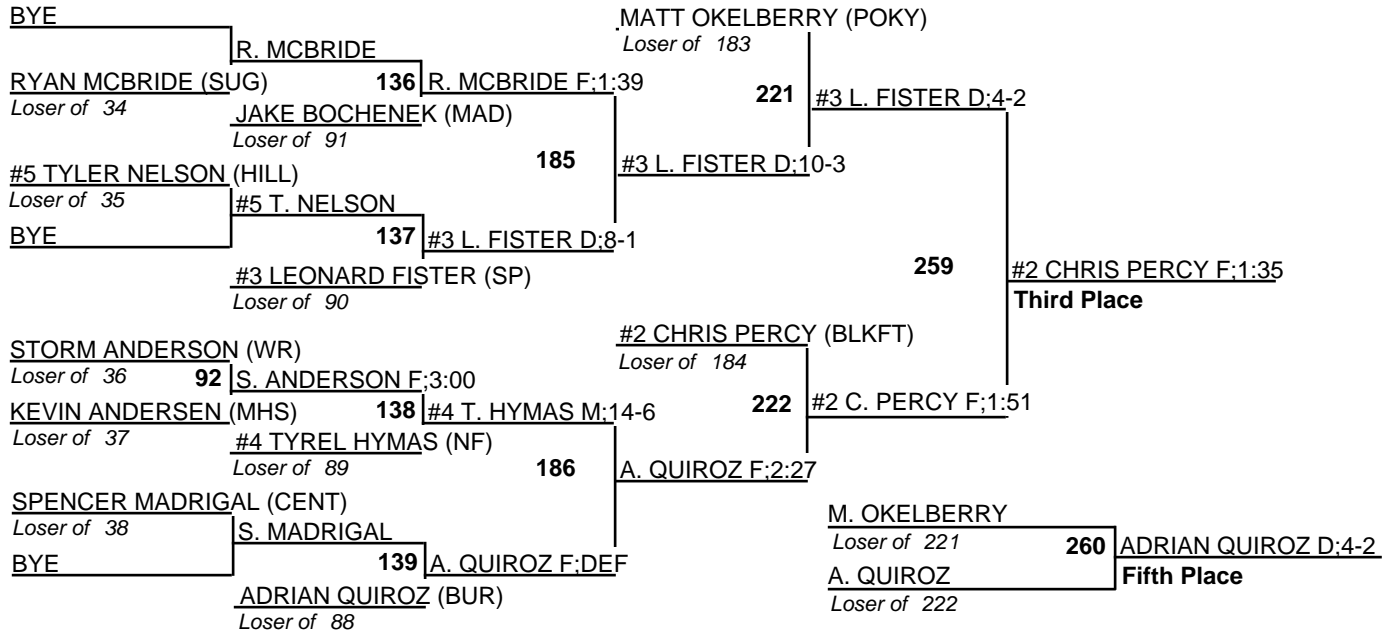 BYE
R. MCBRIDE
RYAN MCBRIDE (SUG)
Loser of 34
136
R. MCBRIDE F;1:39
JAKE BOCHENEK (MAD)
Loser of 91
185
#5 TYLER NELSON (HILL)
Loser of 35
#5 T. NELSON
BYE
137
#3 L. FISTER D;8-1
#3 LEONARD FISTER (SP)
Loser of 90
MATT OKELBERRY (POKY)
Loser of 183
221
#3 L. FISTER D;4-2
#3 L. FISTER D;10-3
259
#2 CHRIS PERCY F;1:35
Third Place
STORM ANDERSON (WR)
Loser of 36
92
S. ANDERSON F;3:00
KEVIN ANDERSEN (MHS)
Loser of 37
138
#4 T. HYMAS M;14-6
#4 TYREL HYMAS (NF)
Loser of 89
186
SPENCER MADRIGAL (CENT)
Loser of 38
S. MADRIGAL
BYE
139
A. QUIROZ F;DEF
ADRIAN QUIROZ (BUR)
Loser of 88
#2 CHRIS PERCY (BLKFT)
Loser of 184
222
#2 C. PERCY F;1:51
A. QUIROZ F;2:27
M. OKELBERRY
Loser of 221
260
ADRIAN QUIROZ D;4-2
Fifth Place
A. QUIROZ
Loser of 222